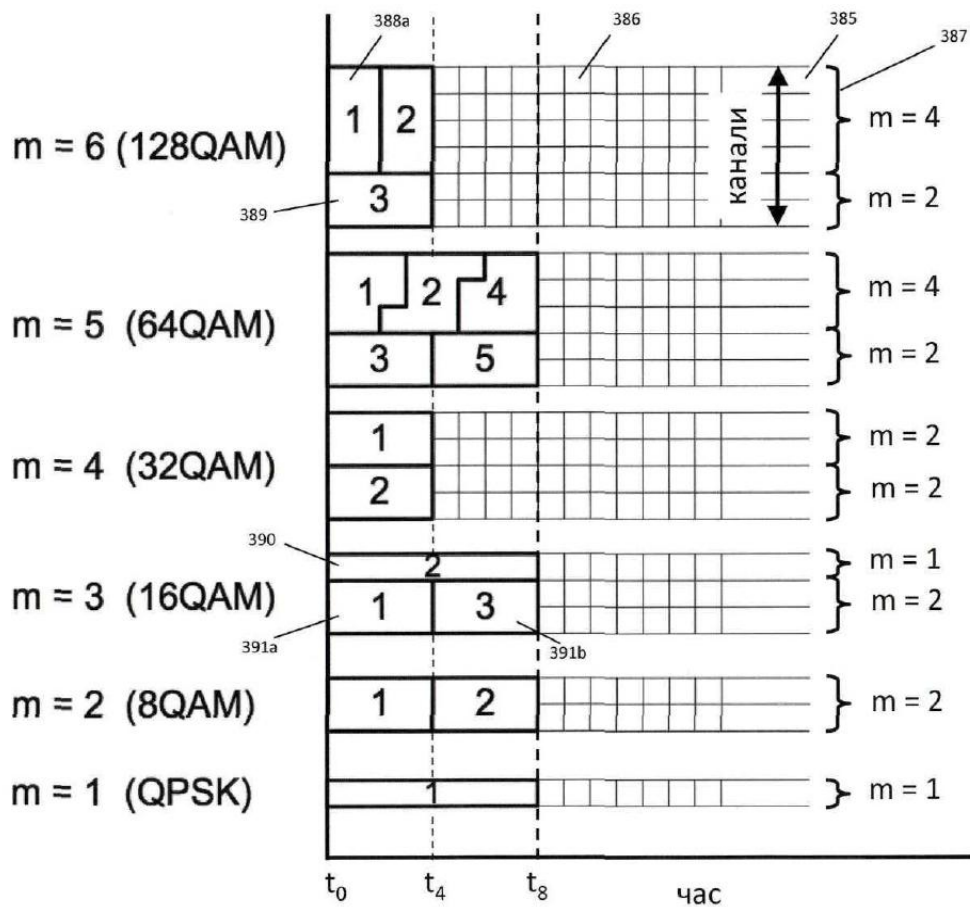 388a
386
385
387
m = 6 (128QAM)
1
2
3
389
канали
m = 4
m = 2
m = 5 (64QAM)
1
2
4
3
5
m = 4
m = 2
m = 4 (32QAM)
1
2
m = 2
m = 2
390
m = 3 (16QAM)
2
1
3
391a
391b
m = 1
m = 2
m = 2 (8QAM)
1
2
m = 2
m = 1 (QPSK)
1
m = 1
t0
t4
t8
час